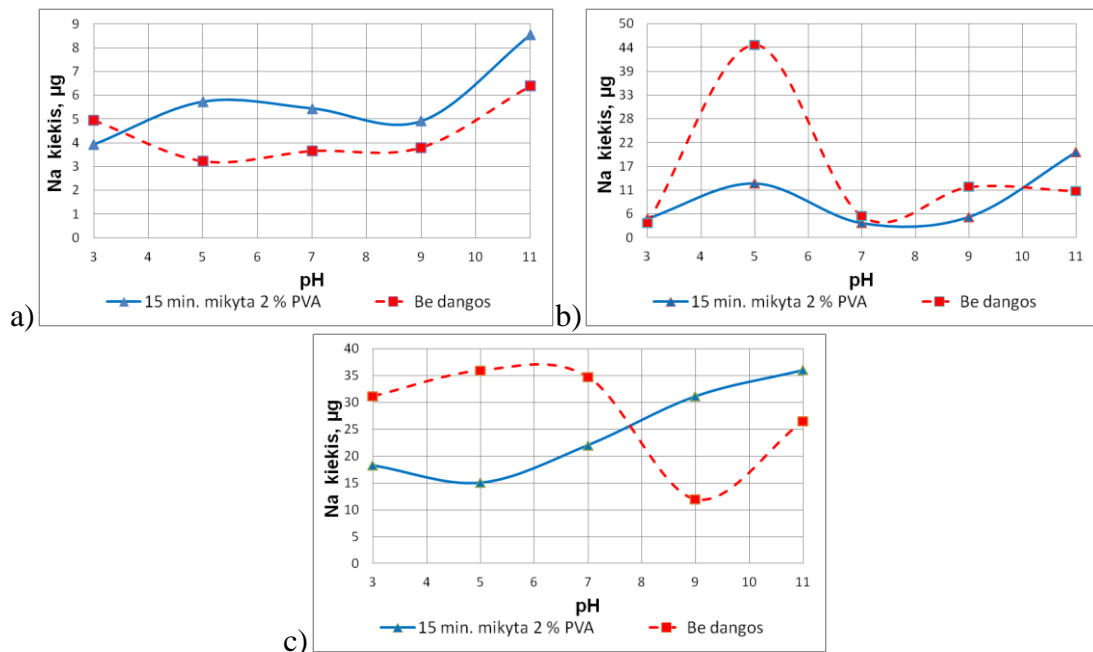 a)
Na kiekis, µg
9
8
7
6
5
4
3
2
1
0
3 4 5 6 7 8 9 10 11
pH
15 min. mikyta 2 % PVA Be dangos
b)
Na kiekis, µg
50
44
39
33
28
22
17
11
6
0
3 4 5 6 7 8 9 10 11
pH
15 min. mikyta 2 % PVA Be dangos
c)
Na kiekis, µg
40
35
30
25
20
15
10
5
0
3 4 5 6 7 8 9 10 11
pH
15 min. mikyta 2 % PVA Be dangos